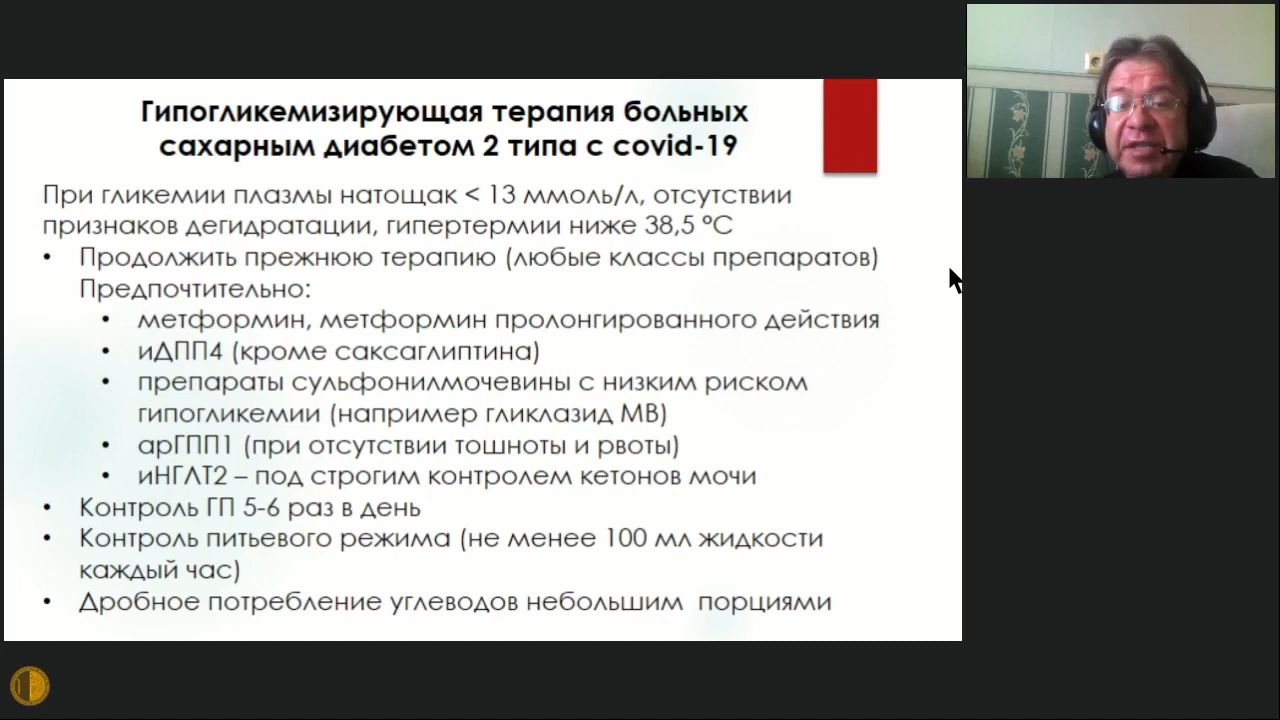 Гипогликемизирующая терапия больных
сахарным диабетом 2 типа с covid-19
При гликемии плазмы натощак < 13 ммоль/л, отсутствии
признаков дегидратации, гипертермии ниже 38,5 °C
• Продолжить прежнюю терапию (любые классы препаратов)
Предпочтительно:
• метформин, метформин пролонгированного действия
• иДПП4 (кроме саксаглиптина)
• препараты сульфонилмочевины с низким риском
гипогликемии (например гликлазид МВ)
• арГПП1 (при отсутствии тошноты и рвоты)
• иНГЛТ2 – под строгим контролем кетонов мочи
• Контроль ГП 5-6 раз в день
• Контроль питьевого режима (не менее 100 мл жидкости
каждый час)
• Дробное потребление углеводов небольшим порциями